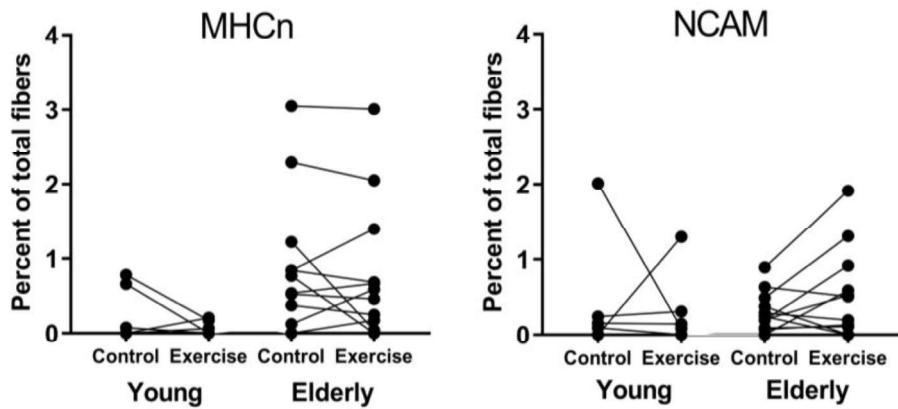 MHCn
Percent of total fibers
4
3
2
1
0
Control Exercise Control Exercise
Young Elderly
NCAM
Percent of total fibers
4
3
2
1
0
Control Exercise Control Exercise
Young Elderly